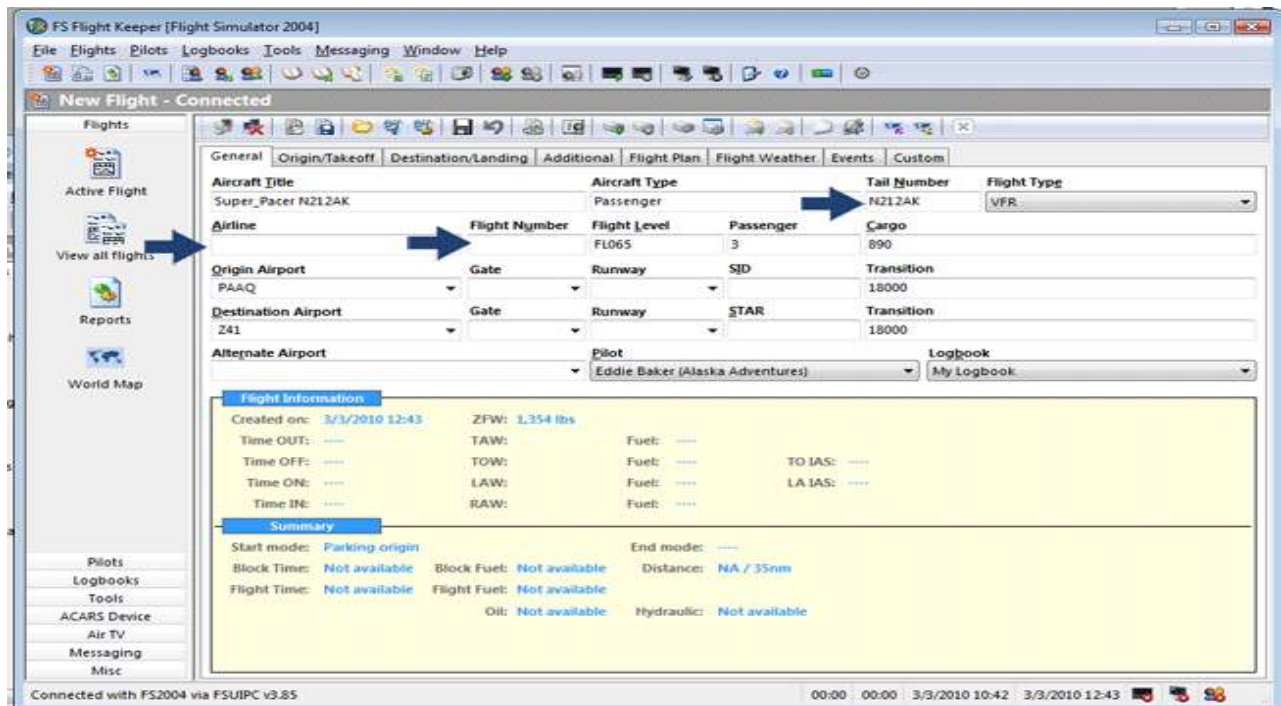 FS Flight Keeper [Flight Simulator 2004]
File Flights Pilots Logbooks Tools Messaging Window Help
New Flight - Connected
Flights
Active Flight
View all flights
Reports
World Map
Pilots
Logbooks
Tools
ACARS Device
Air TV
Messaging
Misc
General Origin/Takeoff Destination/Landing Additional Flight Plan Flight Weather Events Custom
Aircraft Title Aircraft Type Tail Number Flight Type
Super_Pacer N212AK Passenger N212AK VFR
Airline Flight Number Flight Level Passenger Cargo
FL065 3 890
Origin Airport Gate Runway SID Transition
PAAQ 18000
Destination Airport Gate Runway STAR Transition
Z41 18000
Alternate Airport Pilot Logbook
Eddie Baker (Alaska Adventures) My Logbook
Flight Information
Created on: 3/3/2010 12:43 ZFW: 1,354 lbs
Time OUT: ---- TAW: Fuel: ----
Time OFF: ---- TOW: Fuel: ---- TO IAS: ----
Time ON: ---- LAW: Fuel: ---- LA IAS: ----
Time IN: ---- RAW: Fuel: ----
Summary
Start mode: Parking origin End mode: ----
Block Time: Not available Block Fuel: Not available Distance: NA / 35nm
Flight Time: Not available Flight Fuel: Not available
Oil: Not available Hydraulic: Not available
Connected with FS2004 via FSUIPC v3.85 00:00 00:00 3/3/2010 10:42 3/3/2010 12:43